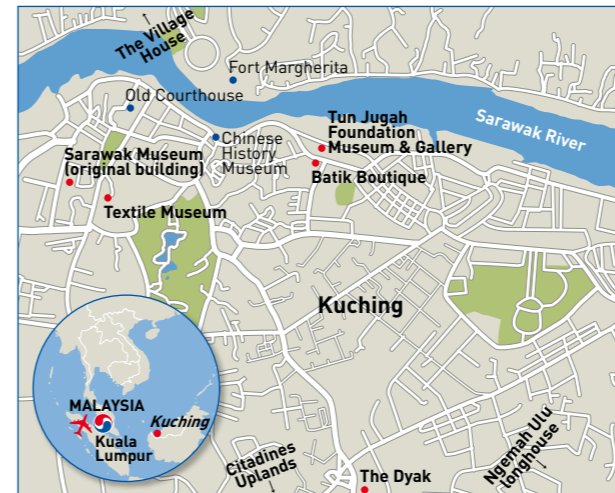 The Village
House
Fort Margherita
Old Courthouse
Tun Jugah
Foundation
Museum & Gallery
Sarawak River
Chinese
History
Museum
Sarawak Museum
(original building)
Batik Boutique
Textile Museum
Kuching
MALAYSIA
Kuching
Kuala
Lumpur
Citadines
Uplands
The Dyak
Ngemah Ulu
longhouse